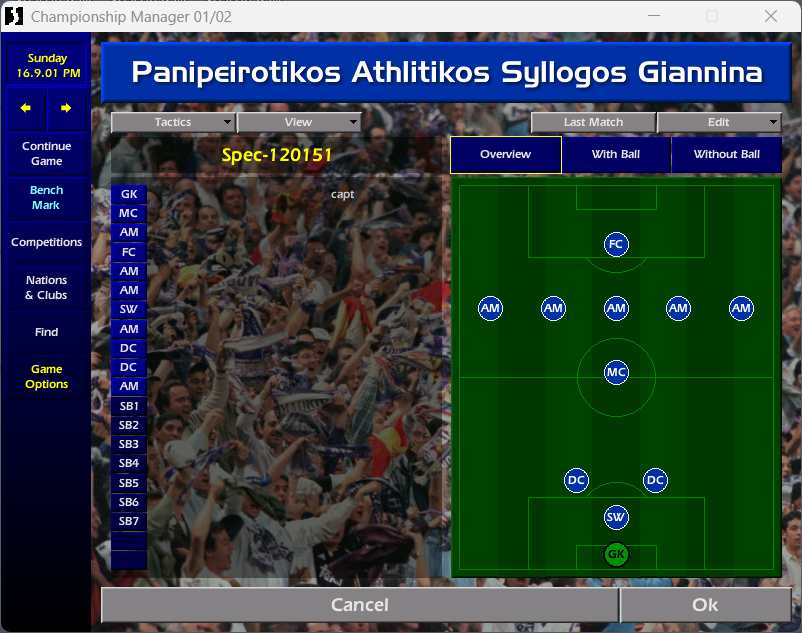 Championship Manager 01/02
Sunday
16.9.01 PM
Continue
Game
Bench
Mark
Competitions
Nations
& Clubs
Find
Game
Options
Panipeirotikos Athlitikos Syllogos Giannina
Tactics
View
Last Match
Edit
Spec-120151
Overview
With Ball
Without Ball
GK
capt
MC
AM
FC
AM
AM
SW
AM
DC
DC
AM
SB1
SB2
SB3
SB4
SB5
SB6
SB7
FC
AM AM AM AM AM
MC
DC DC
SW
GK
Cancel
Ok